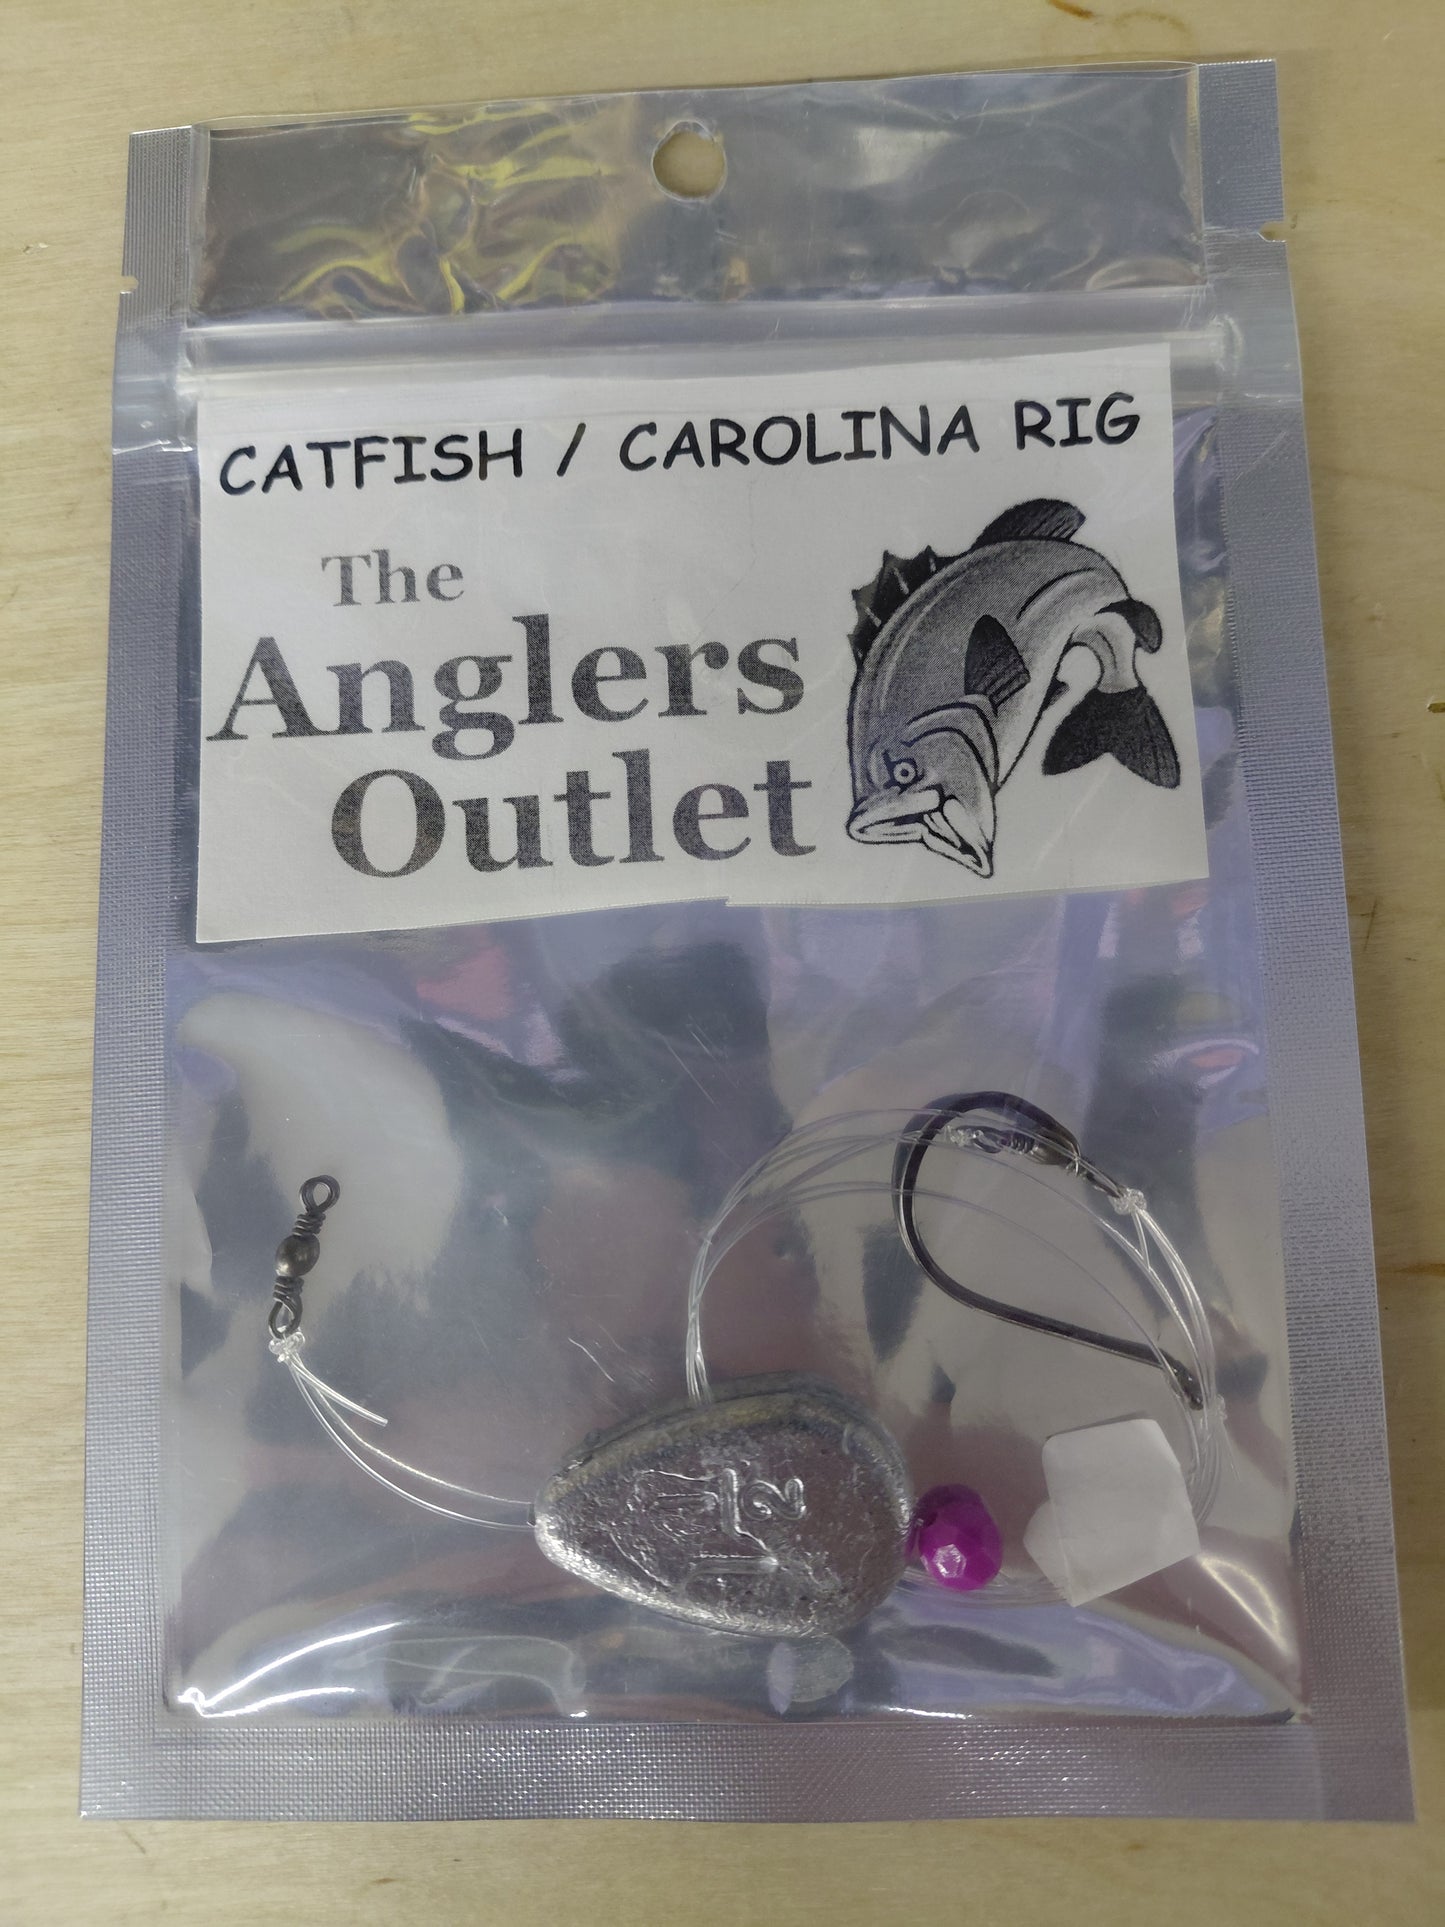 CATFISH / CAROLINA RIG
The
Anglers
Outlet